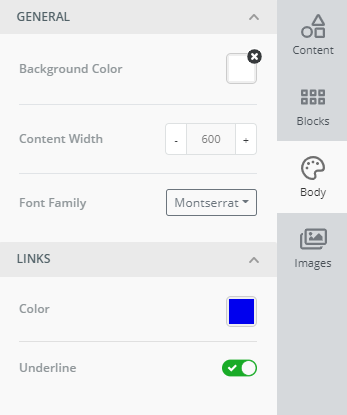 GENERAL
Background Color
Content Width
- 600 +
Font Family
Montserrat
LINKS
Color
Underline
Content
Blocks
Body
Images